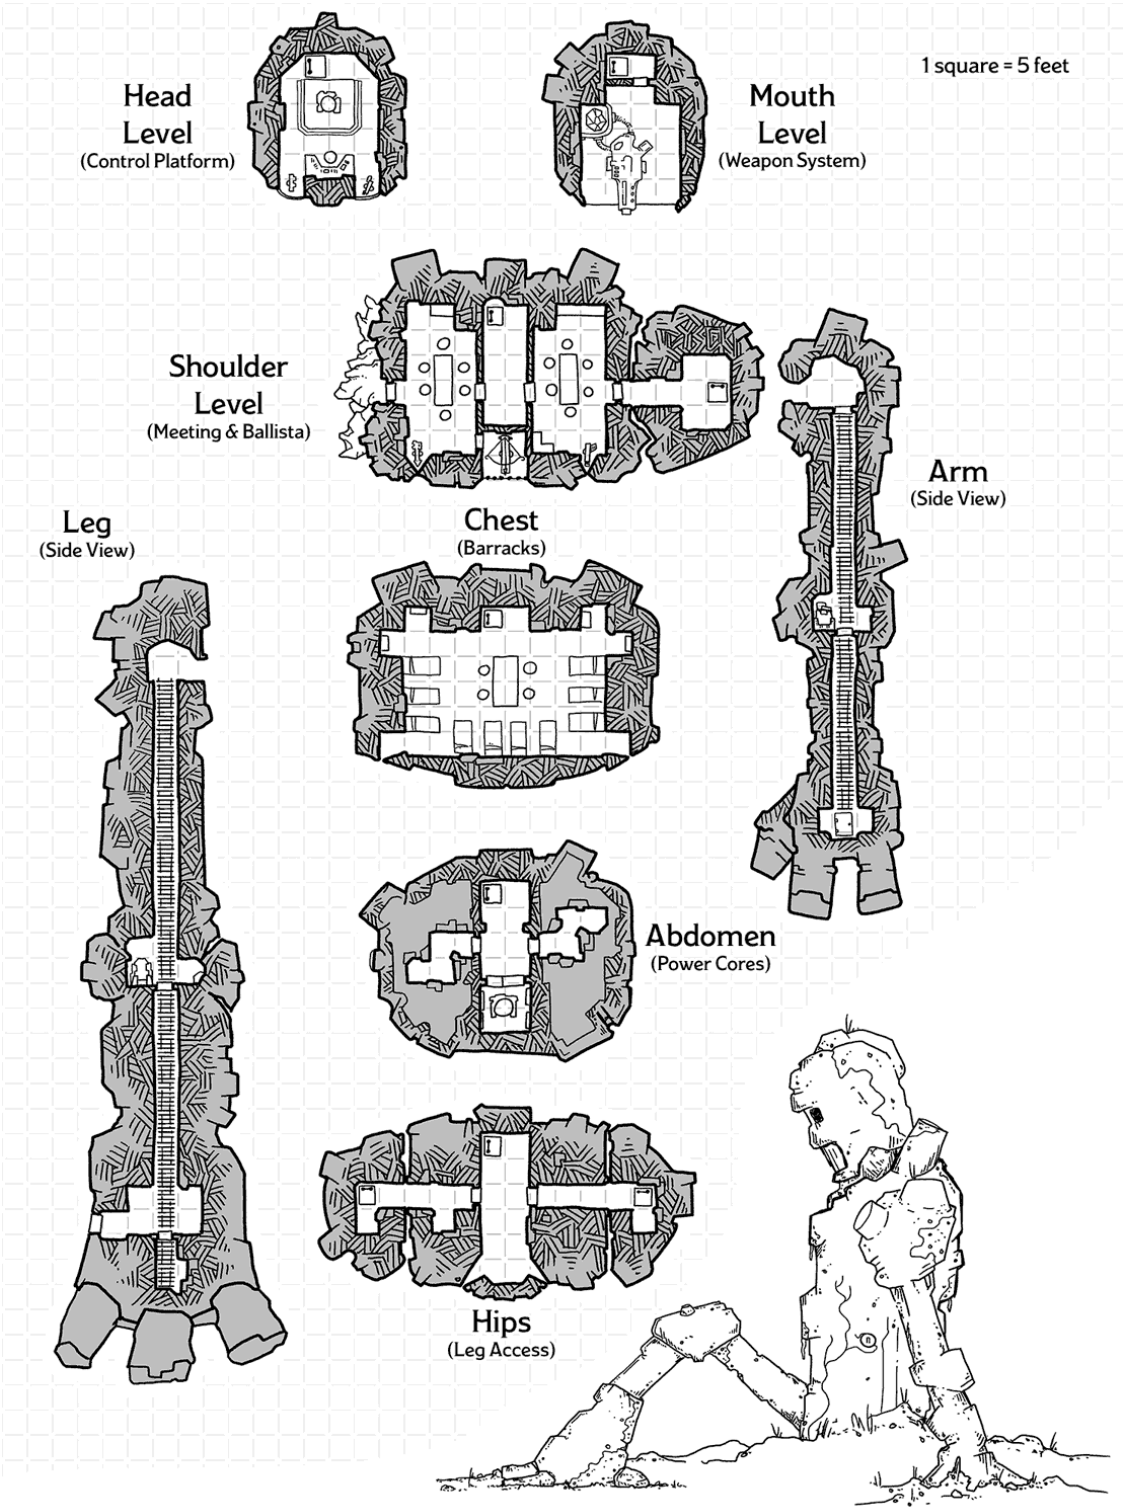 Head
Level
(Control Platform)
Mouth
Level
(Weapon System)
1 square = 5 feet
Shoulder
Level
(Meeting & Ballista)
Arm
(Side View)
Leg
(Side View)
Chest
(Barracks)
Abdomen
(Power Cores)
Hips
(Leg Access)